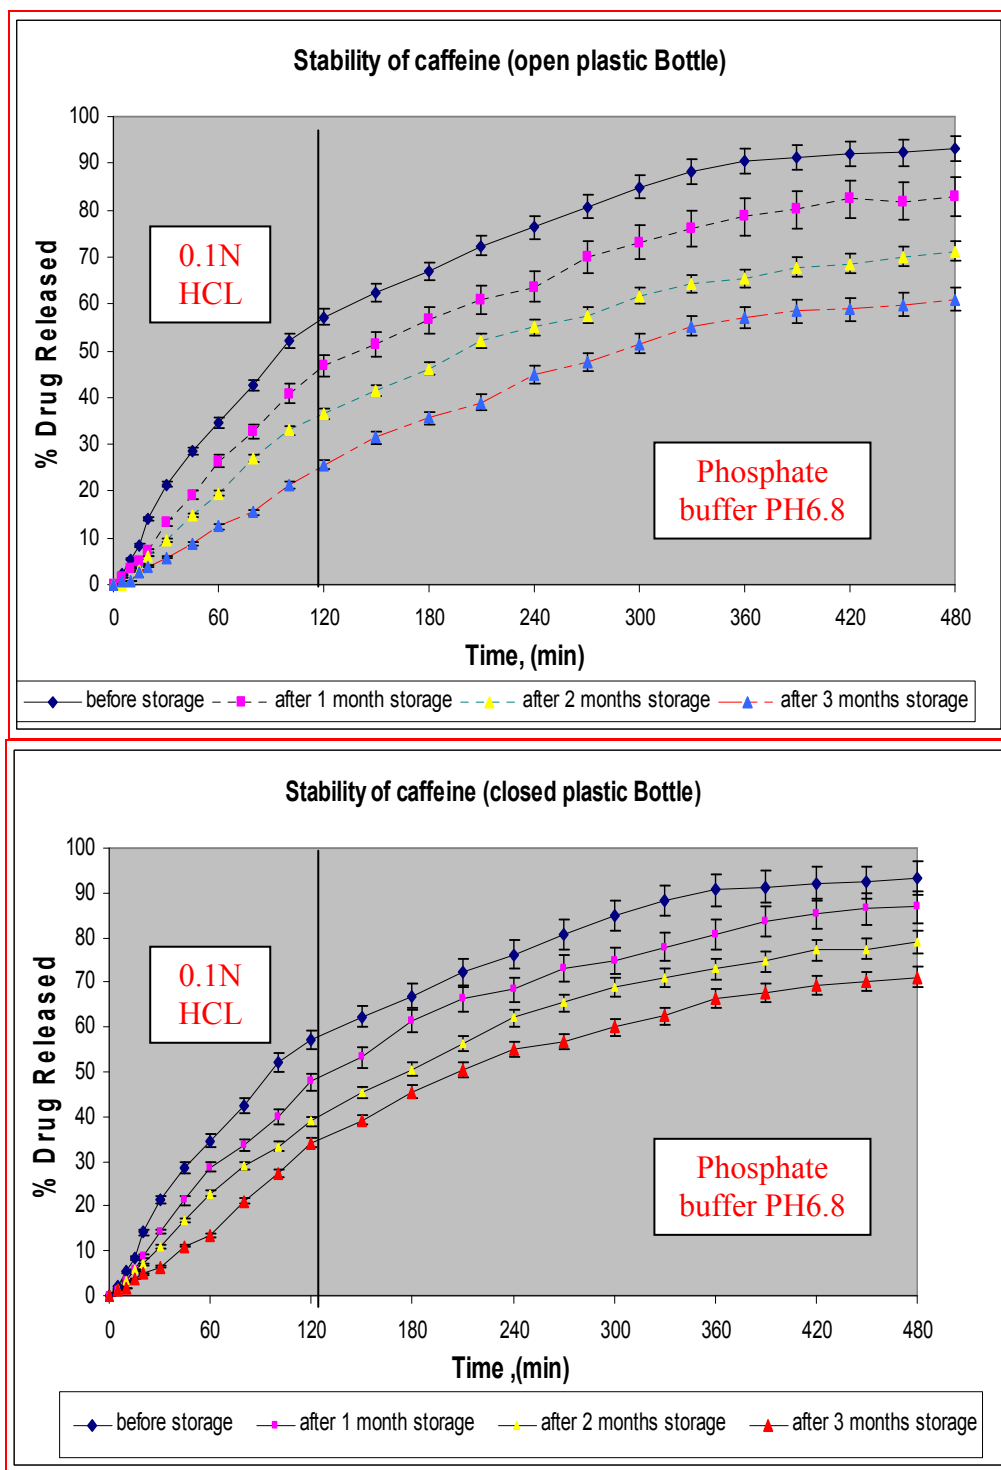 Stability of caffeine (open plastic Bottle)
100
90
80
70
60
50
40
30
20
10
0
% Drug Released
0.1N
HCL
Phosphate
buffer PH6.8
0 60 120 180 240 300 360 420 480
Time, (min)
before storage after 1 month storage after 2 months storage after 3 months storage
Stability of caffeine (closed plastic Bottle)
100
90
80
70
60
50
40
30
20
10
0
% Drug Released
0.1N
HCL
Phosphate
buffer PH6.8
0 60 120 180 240 300 360 420 480
Time ,(min)
before storage after 1 month storage after 2 months storage after 3 months storage